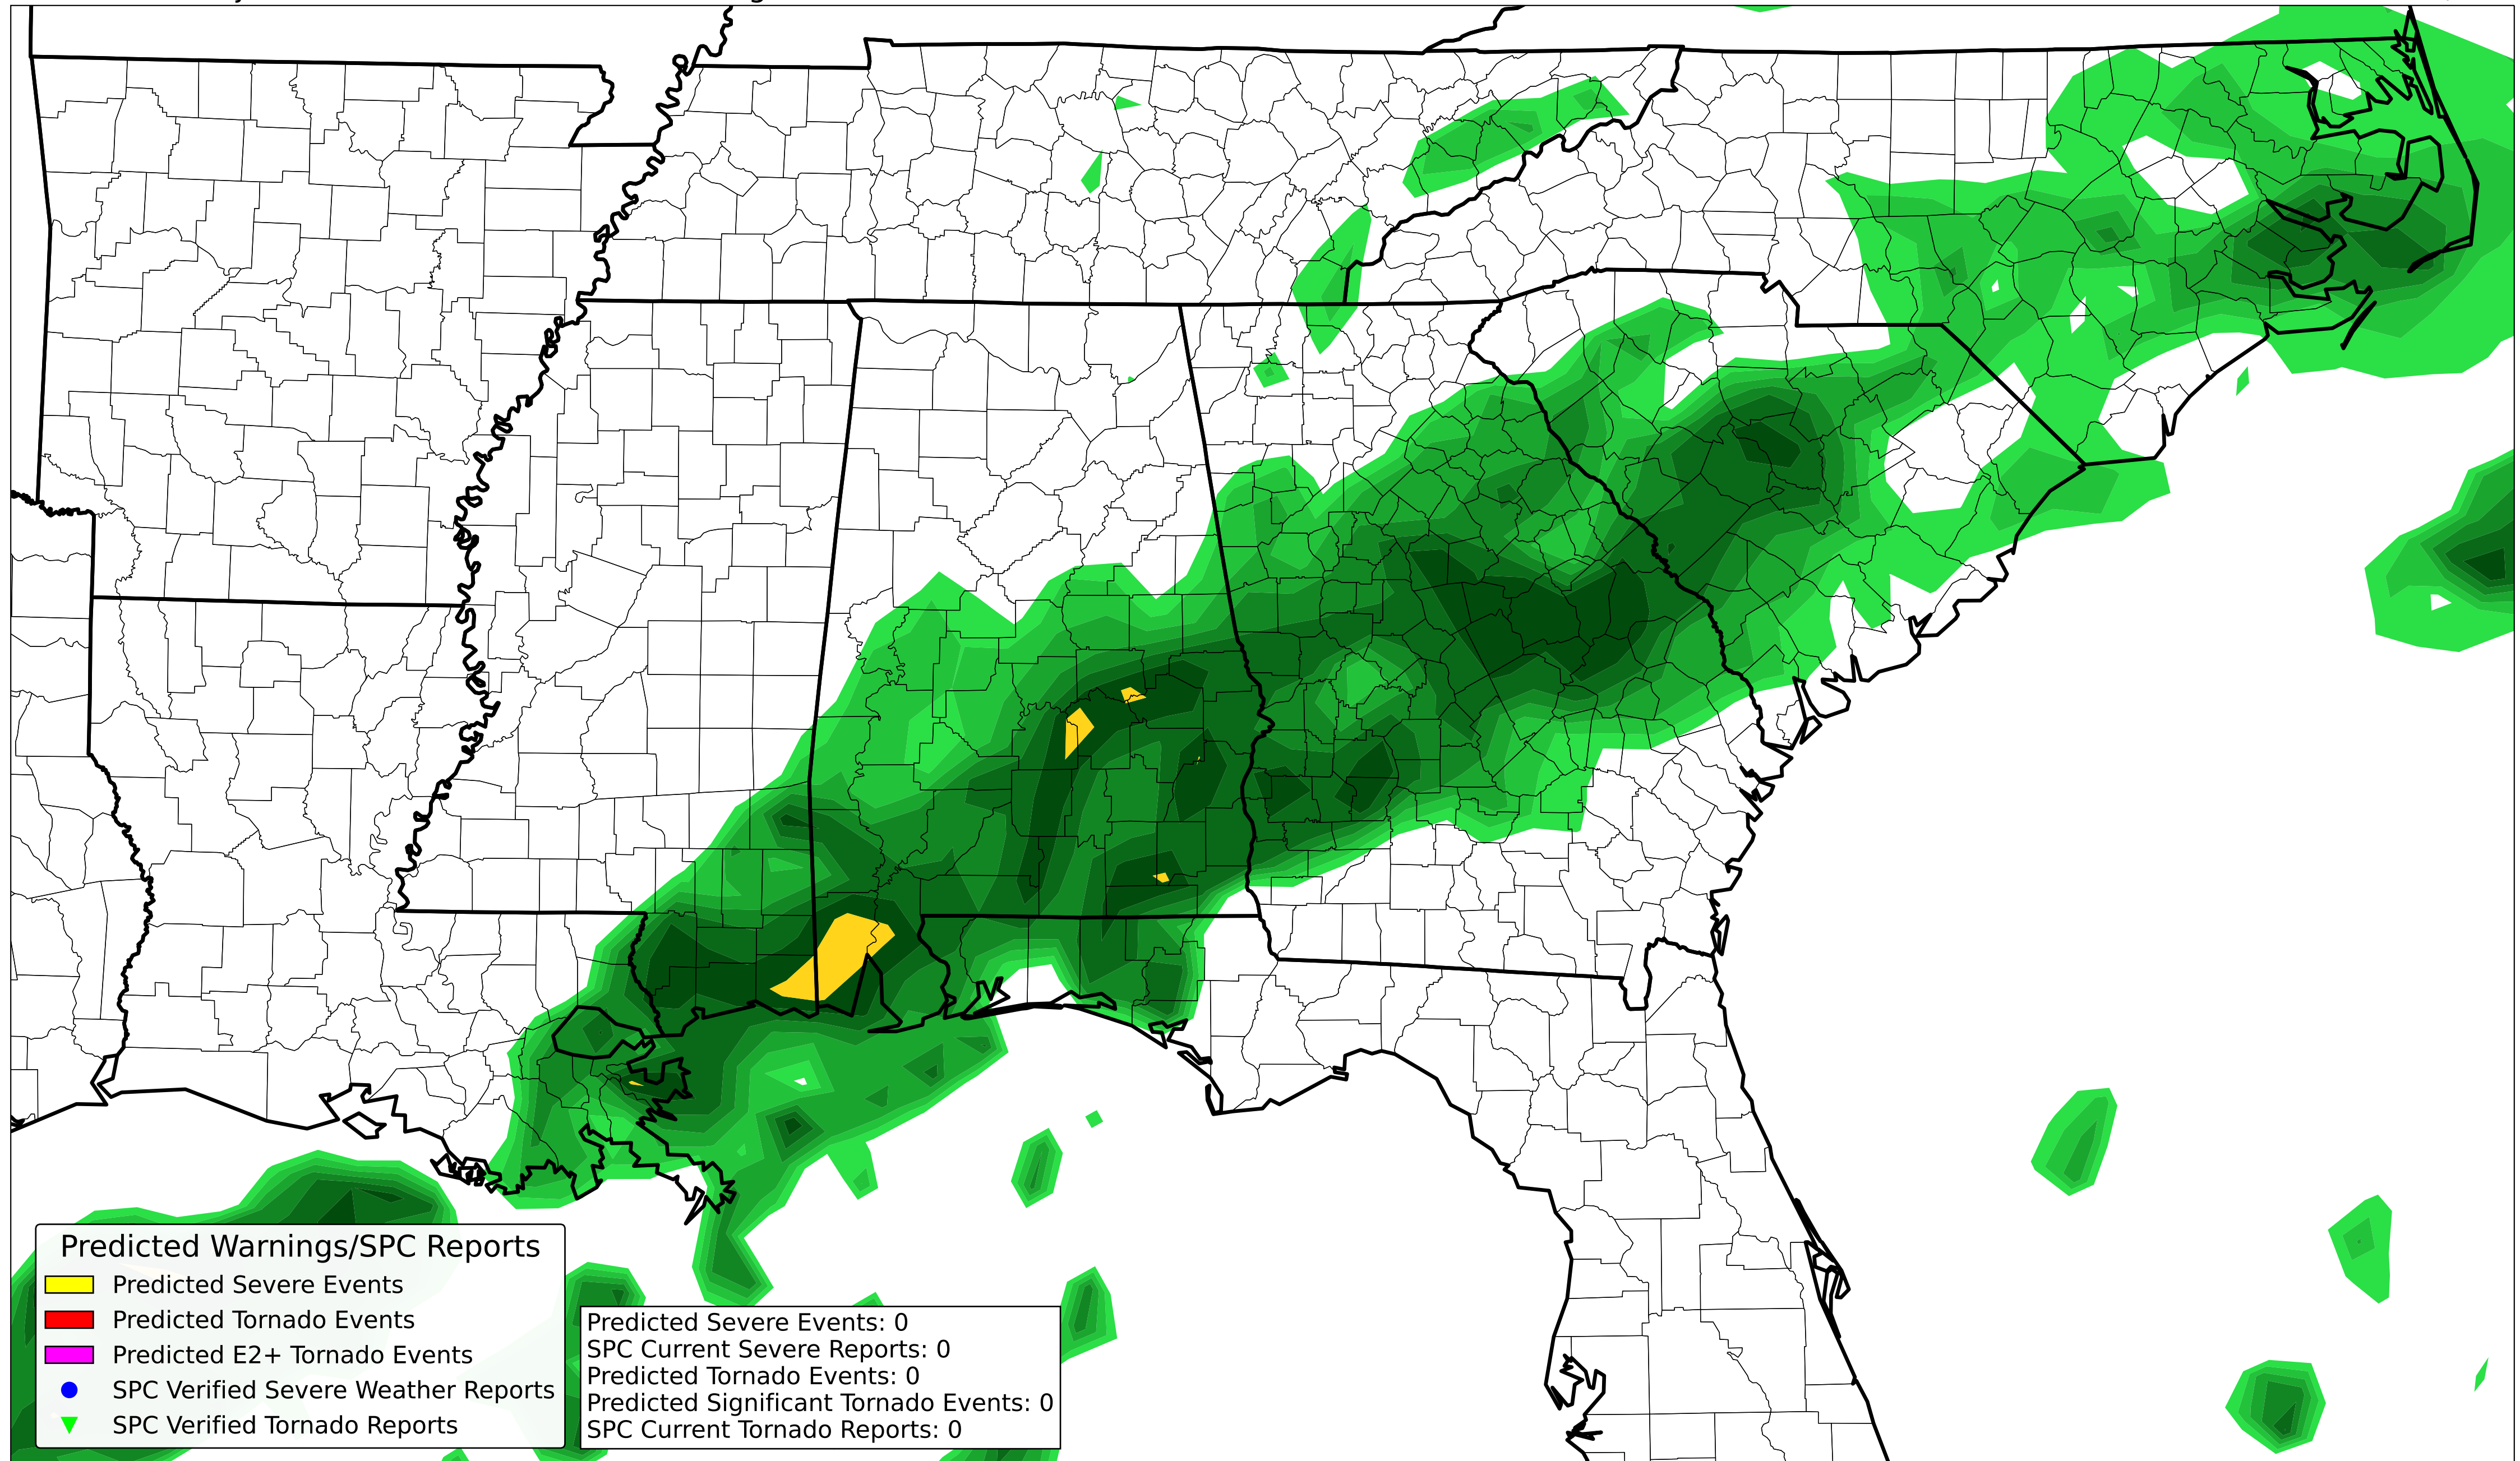 Predicted Warnings/SPC Reports
Predicted Severe Events
Predicted Tornado Events
Predicted E2+ Tornado Events
SPC Verified Severe Weather Reports
SPC Verified Tornado Reports
Predicted Severe Events: 0
SPC Current Severe Reports: 0
Predicted Tornado Events: 0
Predicted Significant Tornado Events: 0
SPC Current Tornado Reports: 0